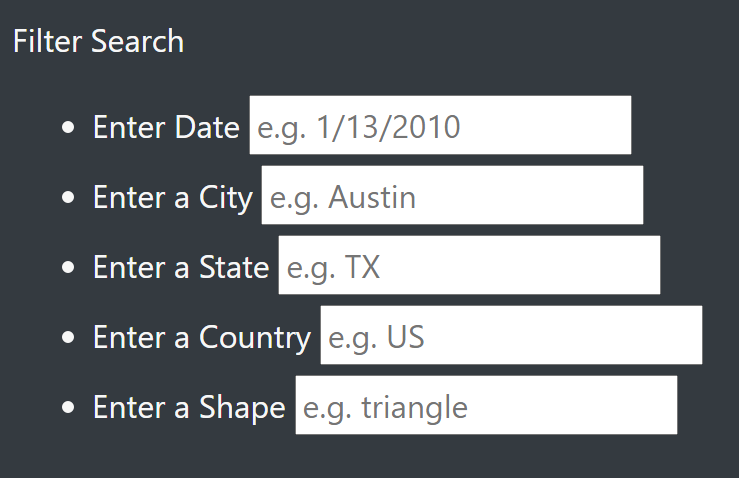 Filter Search
Enter Date e.g. 1/13/2010
Enter a City e.g. Austin
Enter a State e.g. TX
Enter a Country e.g. US
Enter a Shape e.g. triangle